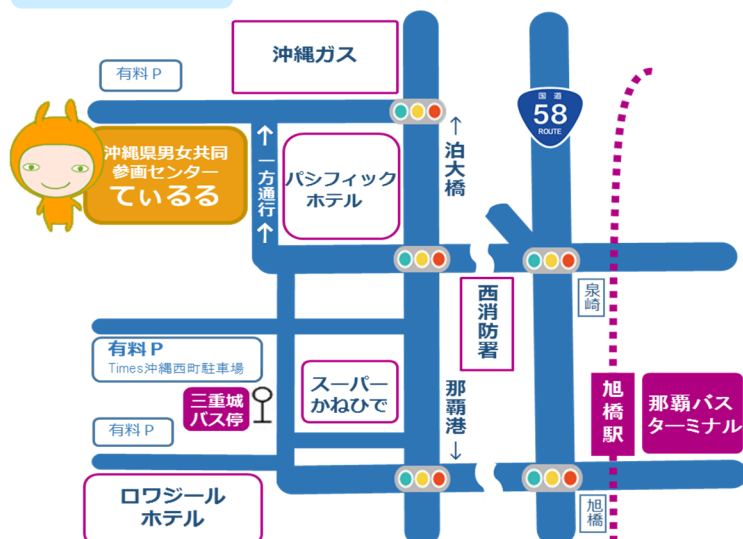 沖縄ガス
有料P
国道
58
ROUTE
沖縄県男女共同
参画センター
てぃるる
↑一方通行↑
パシフィック
ホテル
↑泊大橋
西消防署
泉崎
有料P
Times沖縄西町駐車場
三重城
バス停
スーパー
かねひで
那覇港↓
旭橋駅
那覇バス
ターミナル
有料P
ロワジール
ホテル
旭橋